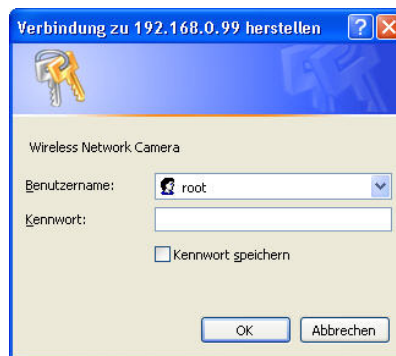 Verbindung zu 192.168.0.99 herstellen
Wireless Network Camera
Benutzername:
root
Kennwort:
Kennwort speichern
OK
Abbrechen